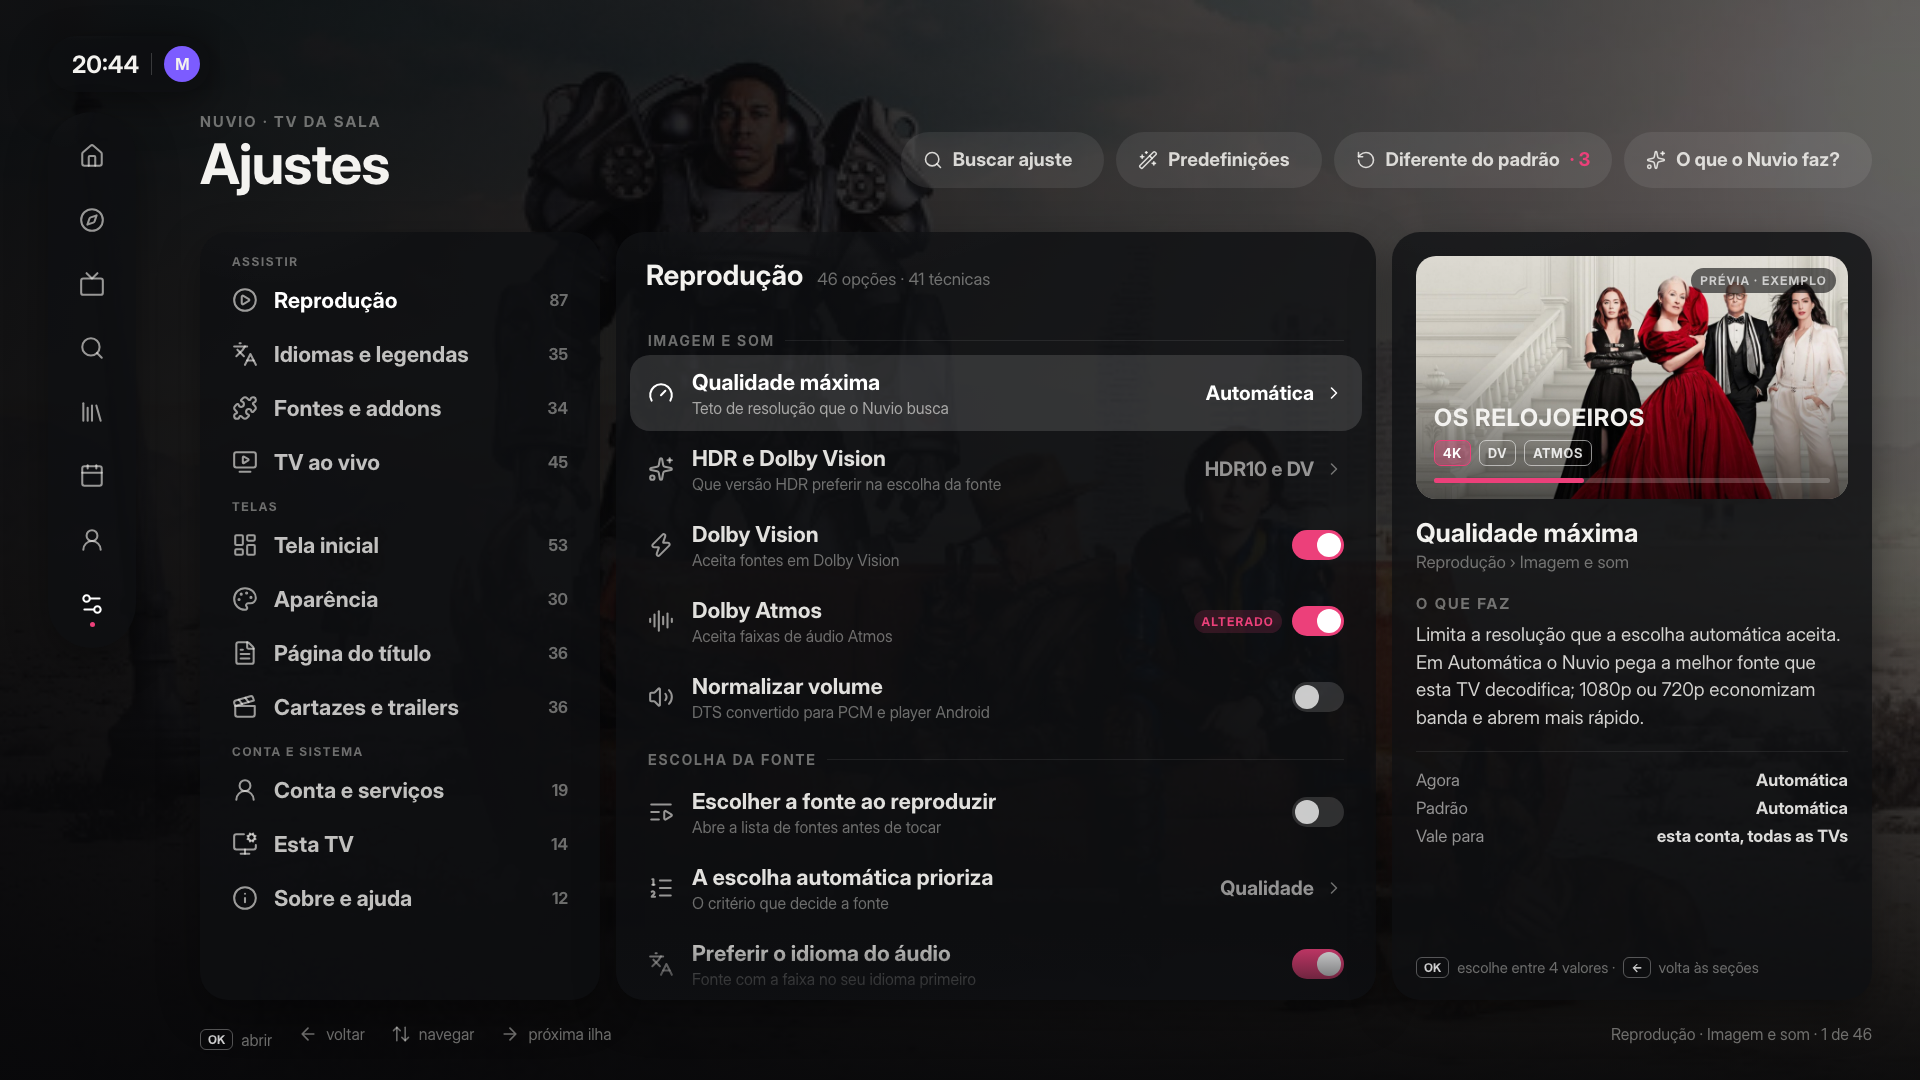 20:44
M
NUVIO · TV DA SALA
Ajustes
Buscar ajuste
Predefinições
Diferente do padrão · 3
O que o Nuvio faz?
ASSISTIR
Reprodução 87
Idiomas e legendas 35
Fontes e addons 34
TV ao vivo 45
TELAS
Tela inicial 53
Aparência 30
Página do título 36
Cartazes e trailers 36
CONTA E SISTEMA
Conta e serviços 19
Esta TV 14
Sobre e ajuda 12
Reprodução 46 opções · 41 técnicas
IMAGEM E SOM
Qualidade máxima
Teto de resolução que o Nuvio busca
Automática
HDR e Dolby Vision
Que versão HDR preferir na escolha da fonte
HDR10 e DV
Dolby Vision
Aceita fontes em Dolby Vision
Dolby Atmos
Aceita faixas de áudio Atmos
ALTERADO
Normalizar volume
DTS convertido para PCM e player Android
ESCOLHA DA FONTE
Escolher a fonte ao reproduzir
Abre a lista de fontes antes de tocar
A escolha automática prioriza
O critério que decide a fonte
Qualidade
Preferir o idioma do áudio
Fonte com a faixa no seu idioma primeiro
PRÉVIA · EXEMPLO
OS RELOJOEIROS
4K DV ATMOS
Qualidade máxima
Reprodução › Imagem e som
O QUE FAZ
Limita a resolução que a escolha automática aceita.
Em Automática o Nuvio pega a melhor fonte que
esta TV decodifica; 1080p ou 720p economizam
banda e abrem mais rápido.
Agora Automática
Padrão Automática
Vale para esta conta, todas as TVs
OK escolhe entre 4 valores · ← volta às seções
OK abrir ← voltar ↑↓ navegar → próxima ilha
Reprodução · Imagem e som · 1 de 46